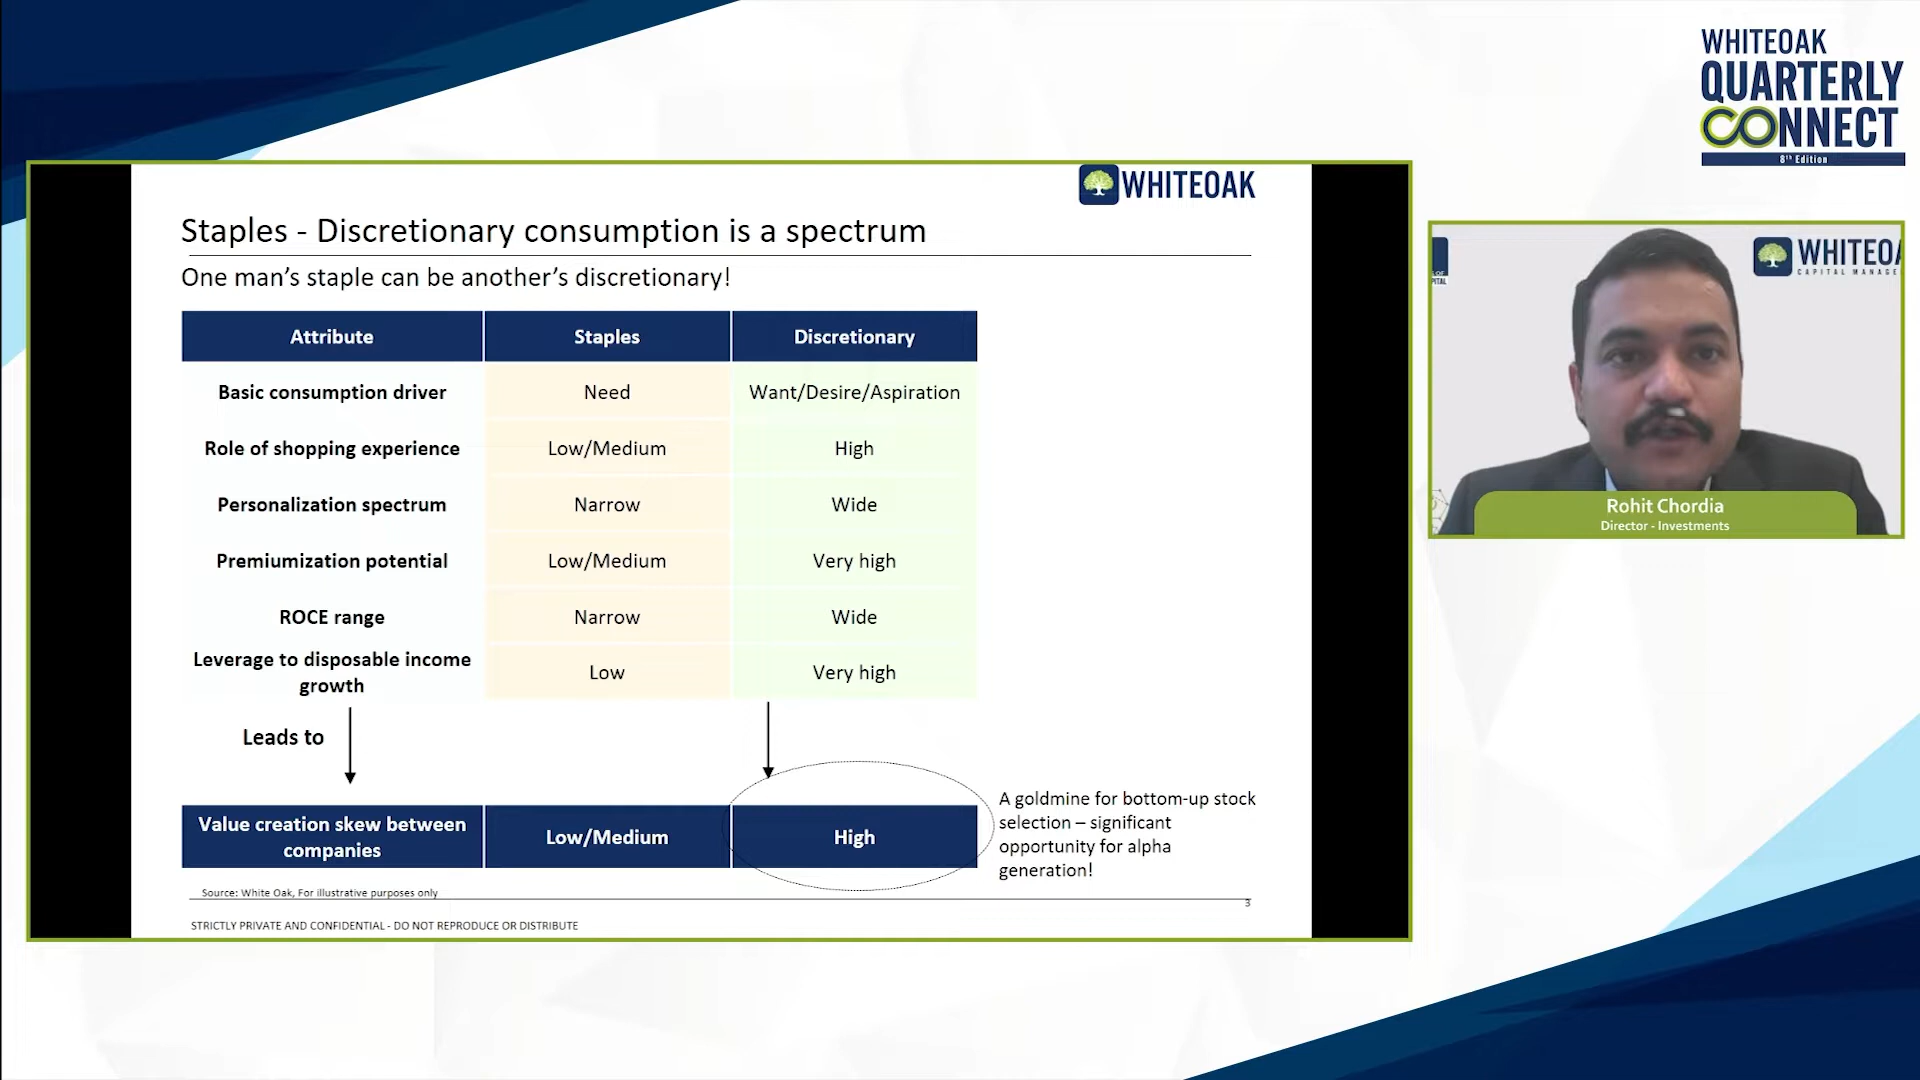 WHITEOAK
QUARTERLY
CONNECT
8th Edition
WHITEOAK
Staples - Discretionary consumption is a spectrum
One man's staple can be another's discretionary!
Attribute Staples Discretionary
Basic consumption driver Need Want/Desire/Aspiration
Role of shopping experience Low/Medium High
Personalization spectrum Narrow Wide
Premiumization potential Low/Medium Very high
ROCE range Narrow Wide
Leverage to disposable income
growth Low Very high
Leads to
Value creation skew between
companies Low/Medium High
A goldmine for bottom-up stock
selection – significant
opportunity for alpha
generation!
Source: White Oak, For illustrative purposes only
3
STRICTLY PRIVATE AND CONFIDENTIAL - DO NOT REPRODUCE OR DISTRIBUTE
WHITEOA
CAPITAL MANAGE
Rohit Chordia
Director - Investments